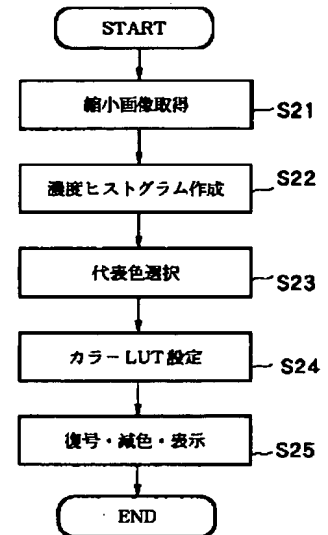 START
縮小画像取得
S21
濃度ヒストグラム作成
S22
代表色選択
S23
カラーLUT設定
S24
復号・減色・表示
S25
END